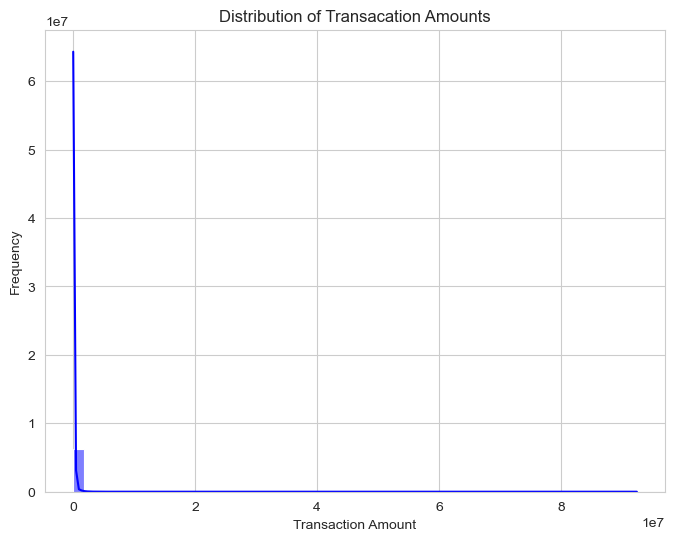 Distribution of Transacation Amounts
1e7
6
5
4
3
2
1
0
Frequency
0 2 4 6 8
1e7
Transaction Amount